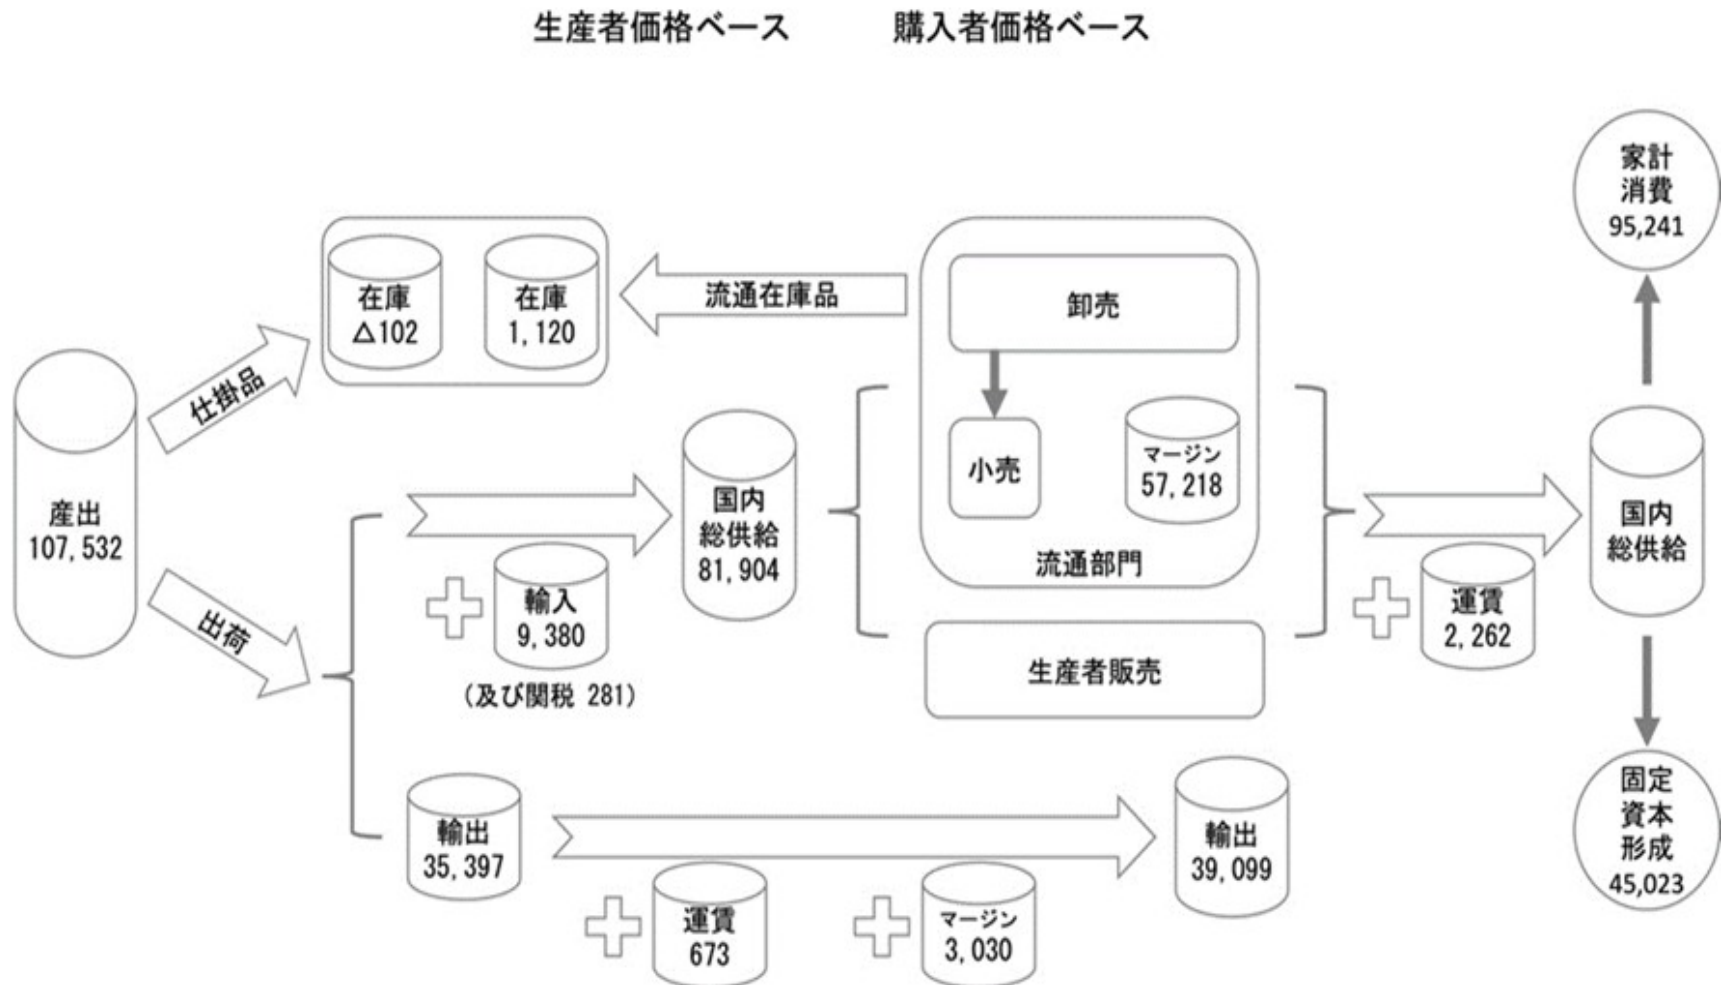 生産者価格ベース
購入者価格ベース
家計
消費
95,241
在庫
△102
在庫
1,120
流通在庫品
卸売
仕掛品
産出
107,532
国内
総供給
81,904
小売
マージン
57,218
流通部門
国内
総供給
出荷
輸入
9,380
(及び関税 281)
生産者販売
運賃
2,262
輸出
35,397
運賃
673
マージン
3,030
輸出
39,099
固定
資本
形成
45,023